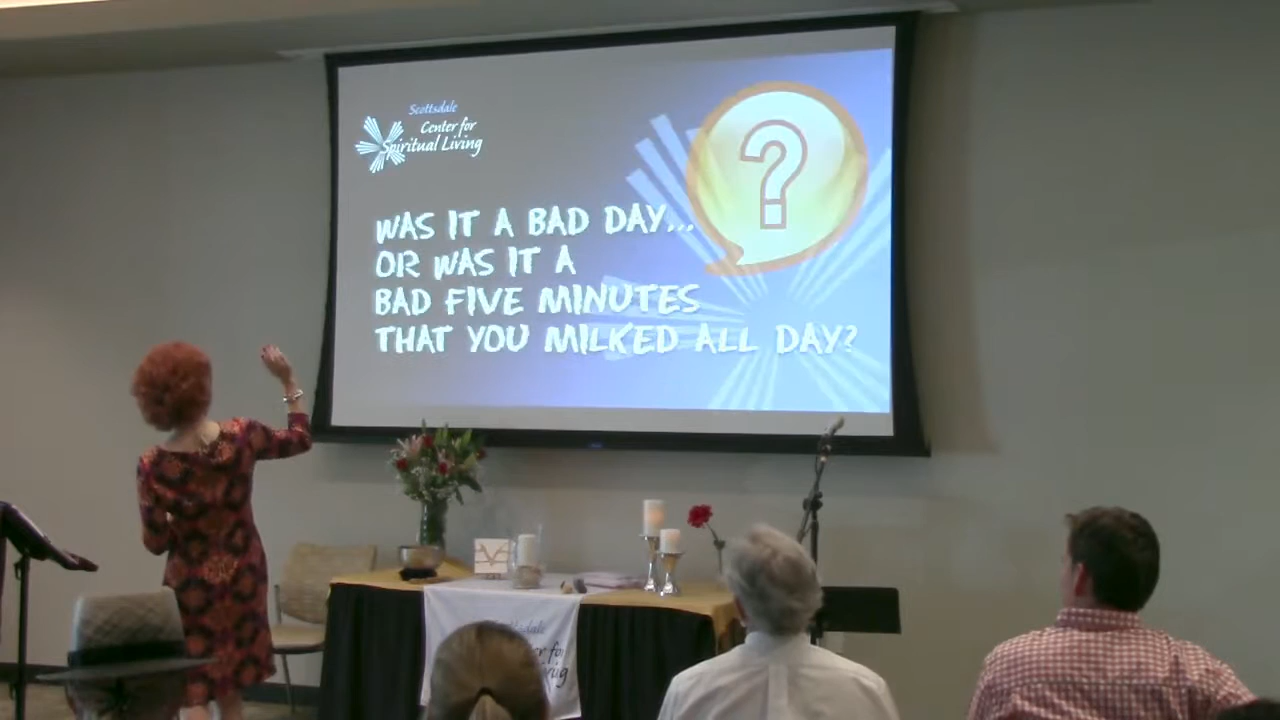 Scottsdale
Center for
Spiritual Living
?
WAS IT A BAD DAY...
OR WAS IT A
BAD FIVE MINUTES
THAT YOU MILKED ALL DAY?
Scottsdale